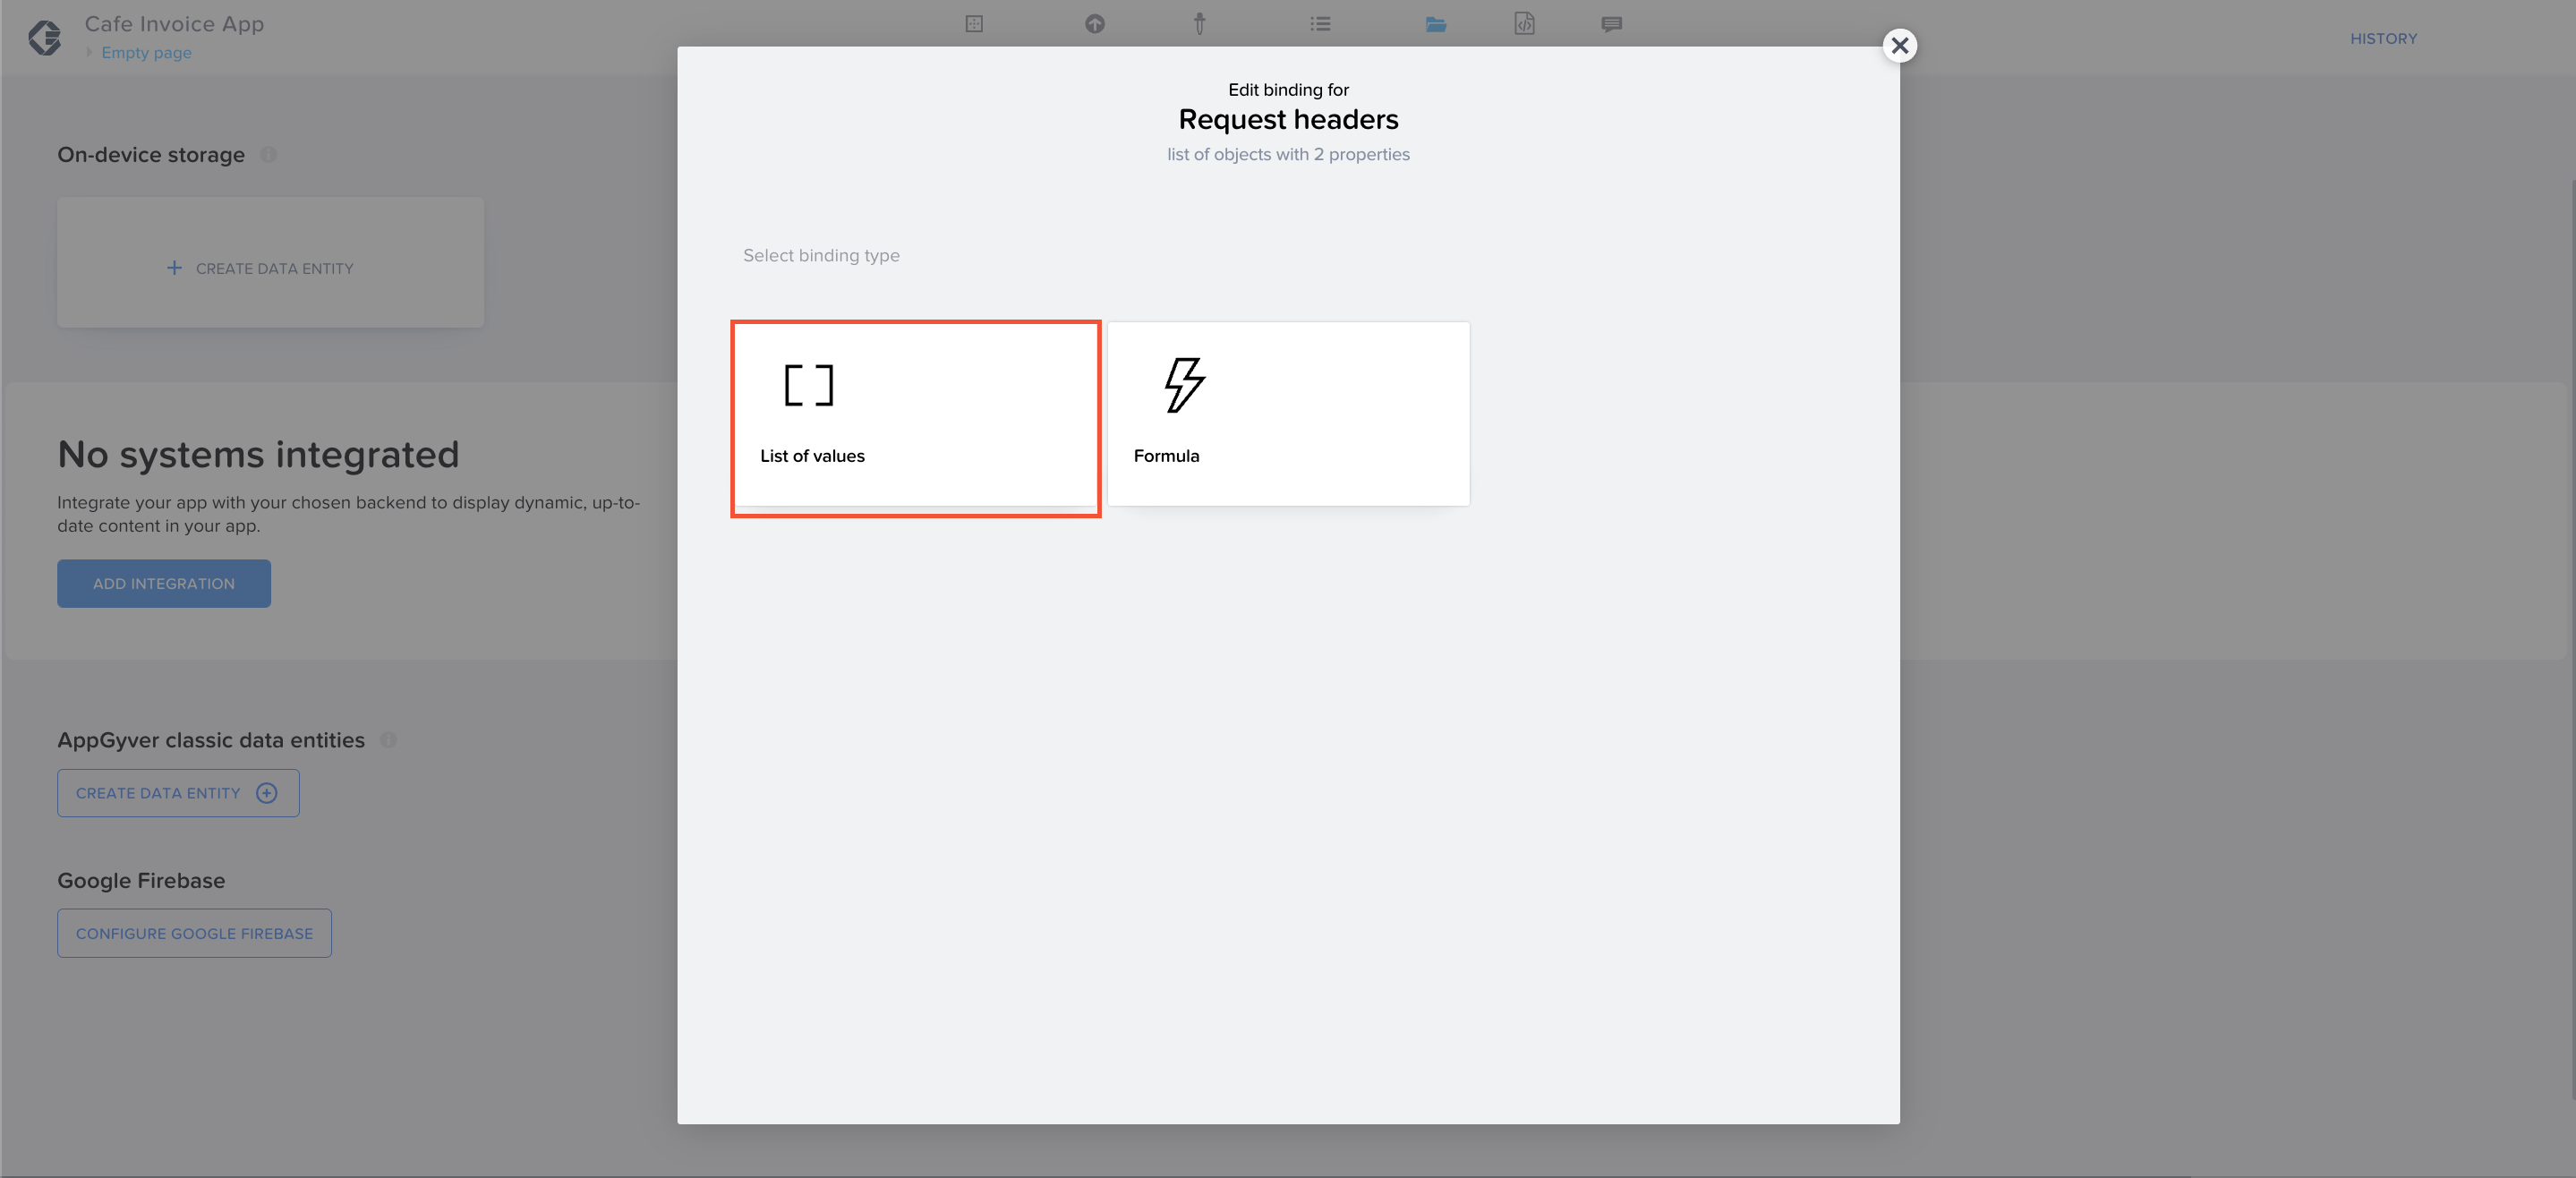 Cafe Invoice App
Empty page
HISTORY
Edit binding for
Request headers
list of objects with 2 properties
Select binding type
List of values
Formula
On-device storage
CREATE DATA ENTITY
No systems integrated
Integrate your app with your chosen backend to display dynamic, up-to-
date content in your app.
ADD INTEGRATION
AppGyver classic data entities
CREATE DATA ENTITY
Google Firebase
CONFIGURE GOOGLE FIREBASE